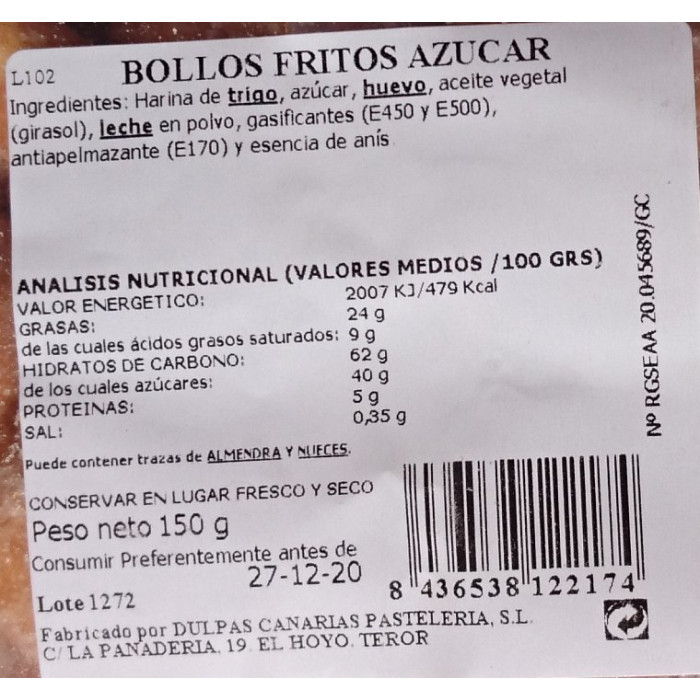 L102
BOLLOS FRITOS AZUCAR
Ingredientes: Harina de trigo, azúcar, huevo, aceite vegetal
(girasol), leche en polvo, gasificantes (E450 y E500),
antiapelmazante (E170) y esencia de anís
ANALISIS NUTRICIONAL (VALORES MEDIOS /100 GRS)
VALOR ENERGETICO: 2007 KJ/479 Kcal
GRASAS: 24 g
de las cuales ácidos grasos saturados: 9 g
HIDRATOS DE CARBONO: 62 g
de los cuales azúcares: 40 g
PROTEINAS: 5 g
SAL: 0,35 g
Puede contener trazas de ALMENDRA Y NUECES.
CONSERVAR EN LUGAR FRESCO Y SECO
Peso neto 150 g
Consumir Preferentemente antes de
27-12-20
Lote 1272
Fabricado por DULPAS CANARIAS PASTELERIA, S.L.
C/ LA PANADERIA, 19. EL HOYO. TEROR
8 436538 122174
Nº RGSEAA 20.045689/GC